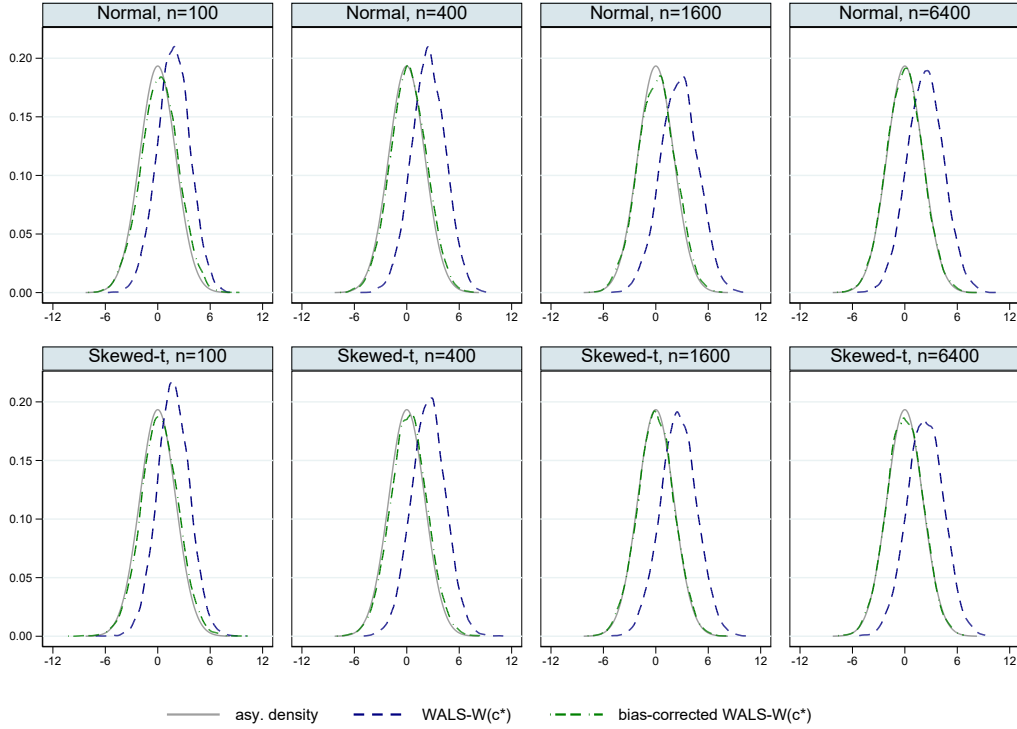 Normal, n=100 Normal, n=400 Normal, n=1600 Normal, n=6400
0.20
0.15
0.10
0.05
0.00
-12 -6 0 6 12 -12 -6 0 6 12 -12 -6 0 6 12 -12 -6 0 6 12
Skewed-t, n=100 Skewed-t, n=400 Skewed-t, n=1600 Skewed-t, n=6400
0.20
0.15
0.10
0.05
0.00
-12 -6 0 6 12 -12 -6 0 6 12 -12 -6 0 6 12 -12 -6 0 6 12
asy. density WALS-W(c*) bias-corrected WALS-W(c*)